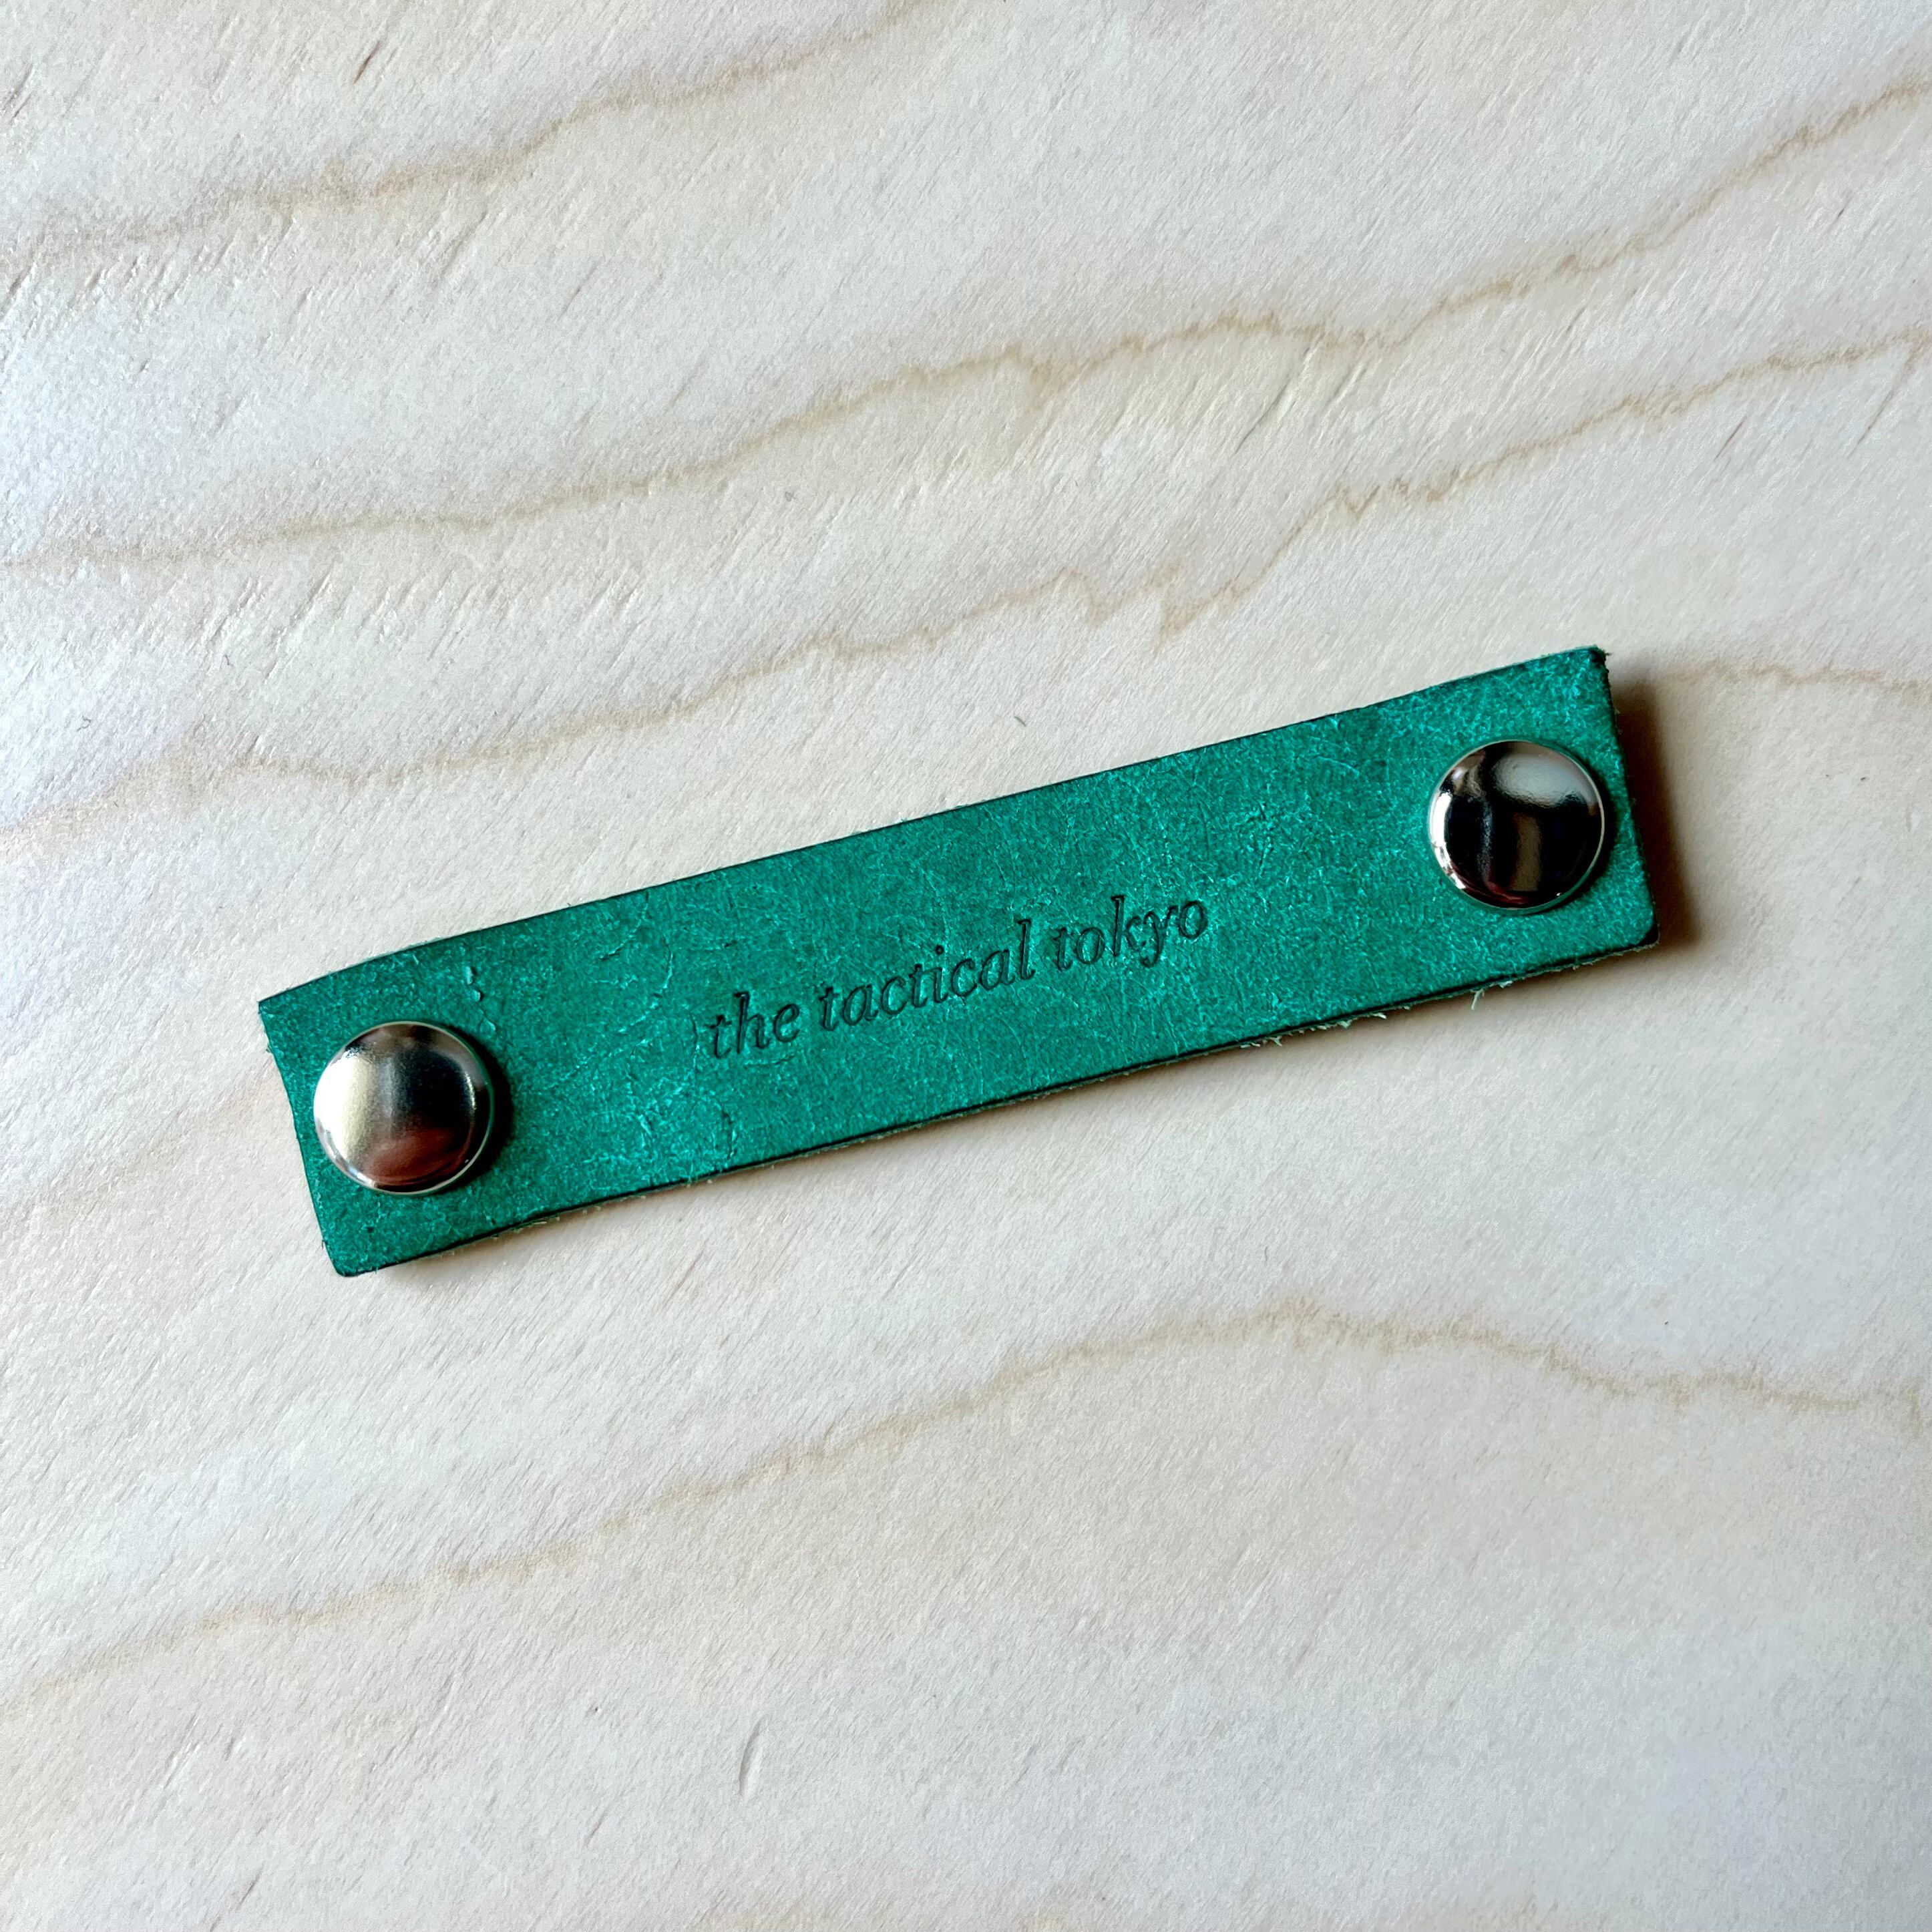 the tactical tokyo